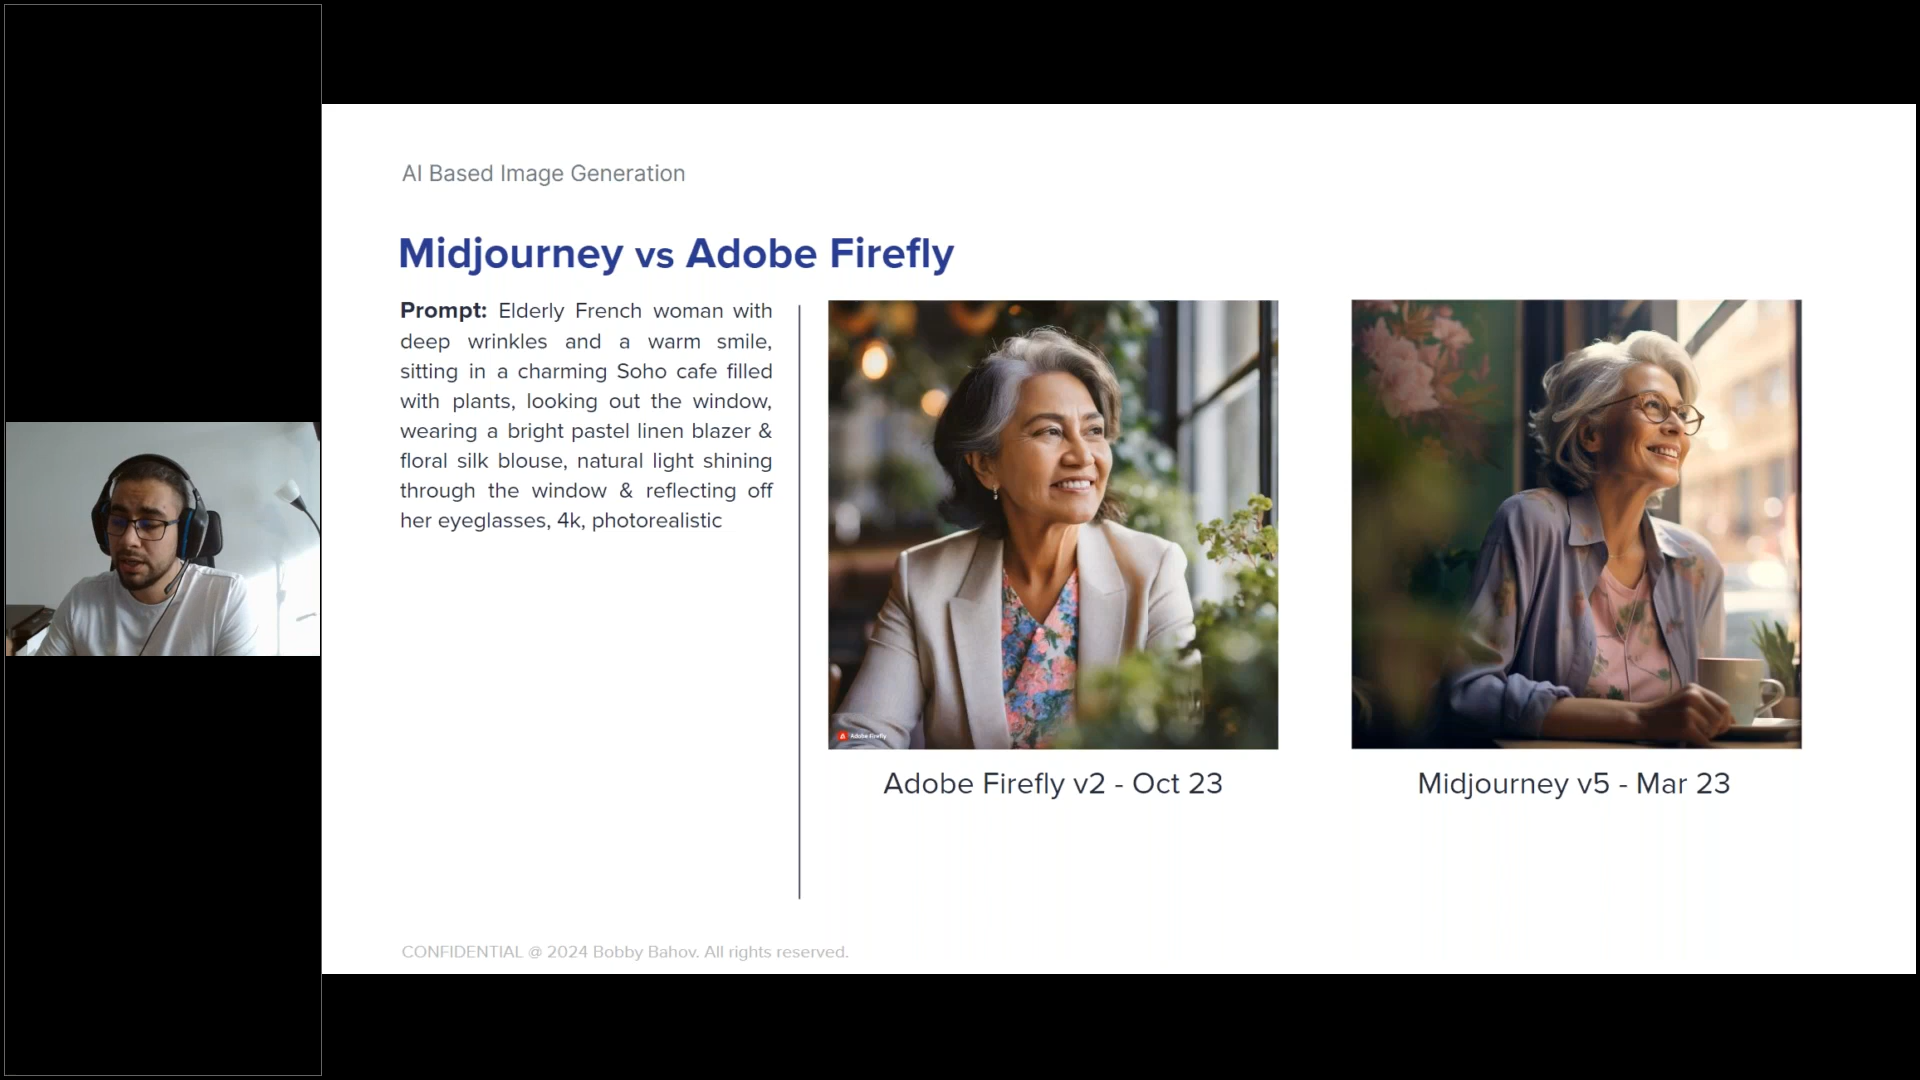 AI Based Image Generation
Midjourney vs Adobe Firefly
Prompt: Elderly French woman with
deep wrinkles and a warm smile,
sitting in a charming Soho cafe filled
with plants, looking out the window,
wearing a bright pastel linen blazer &
floral silk blouse, natural light shining
through the window & reflecting off
her eyeglasses, 4k, photorealistic
Adobe Firefly
Adobe Firefly v2 - Oct 23
Midjourney v5 - Mar 23
CONFIDENTIAL @ 2024 Bobby Bahov. All rights reserved.